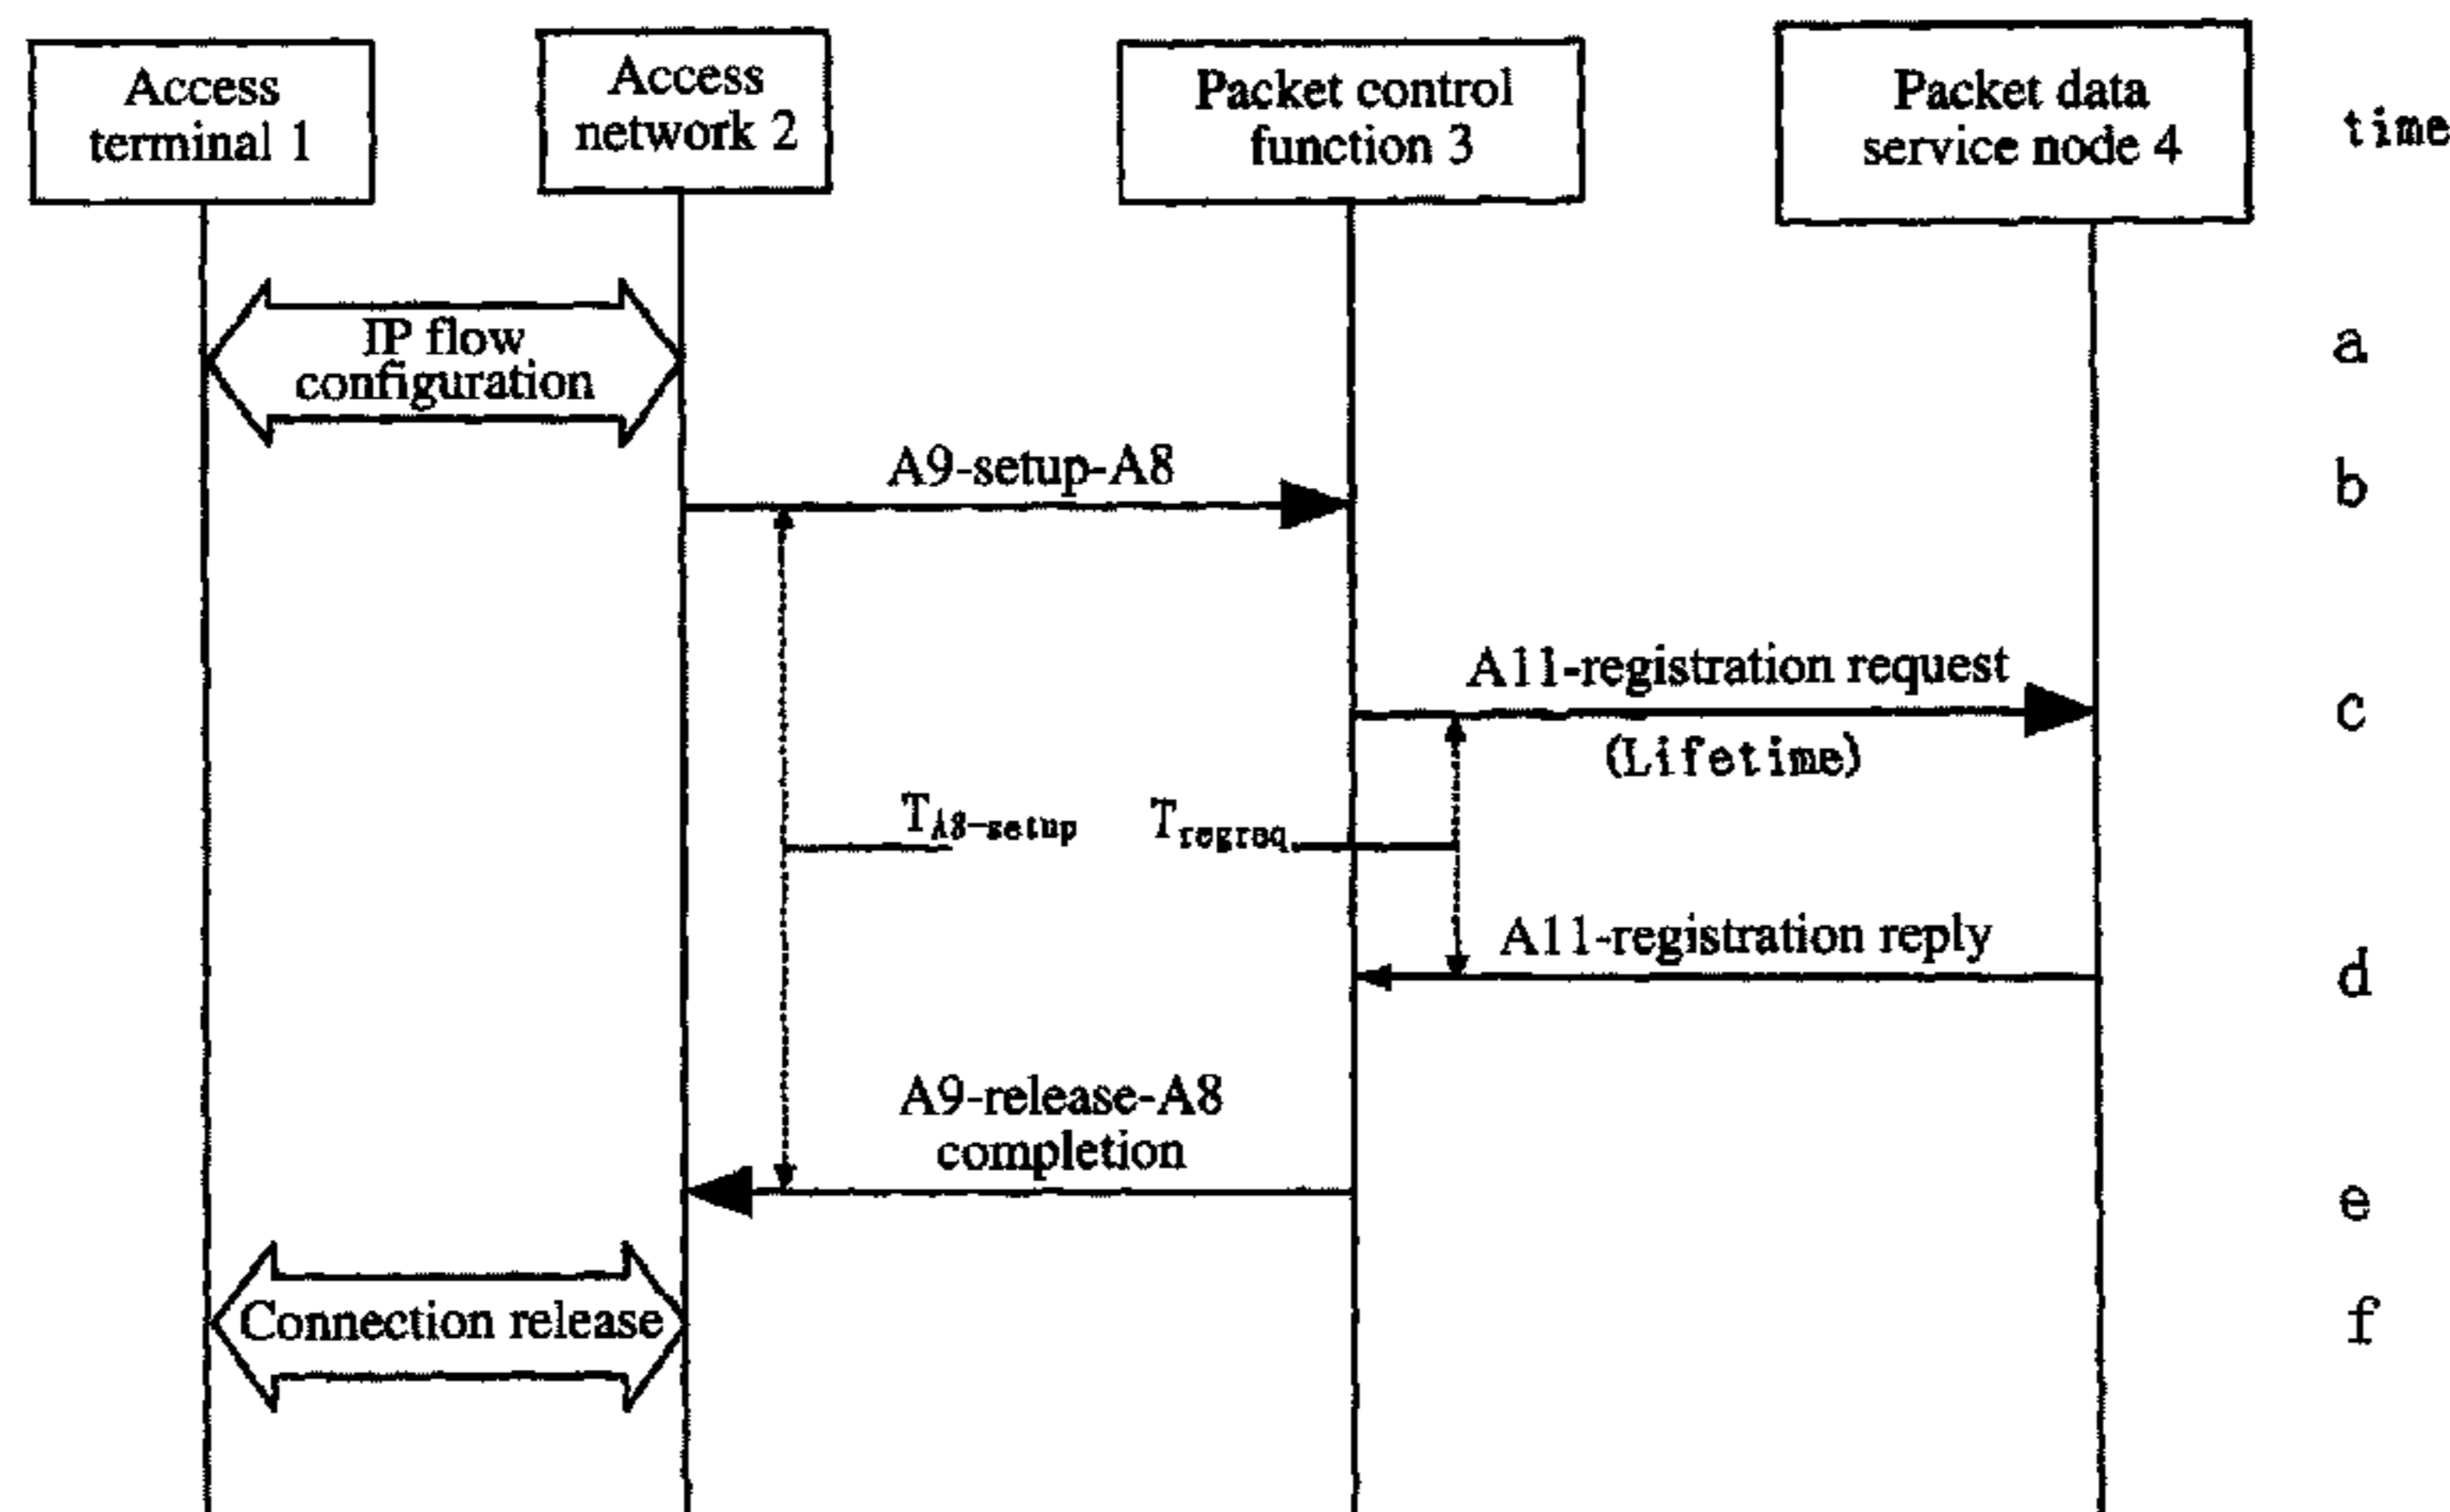 Access
terminal 1
Access
network 2
Packet control
function 3
Packet data
service node 4
time
IP flow
configuration
a
A9-setup-A8
b
A11-registration request
(Lifetime)
c
TA8-setup
Tregreq
A11-registration reply
d
A9-release-A8
completion
e
Connection release
f